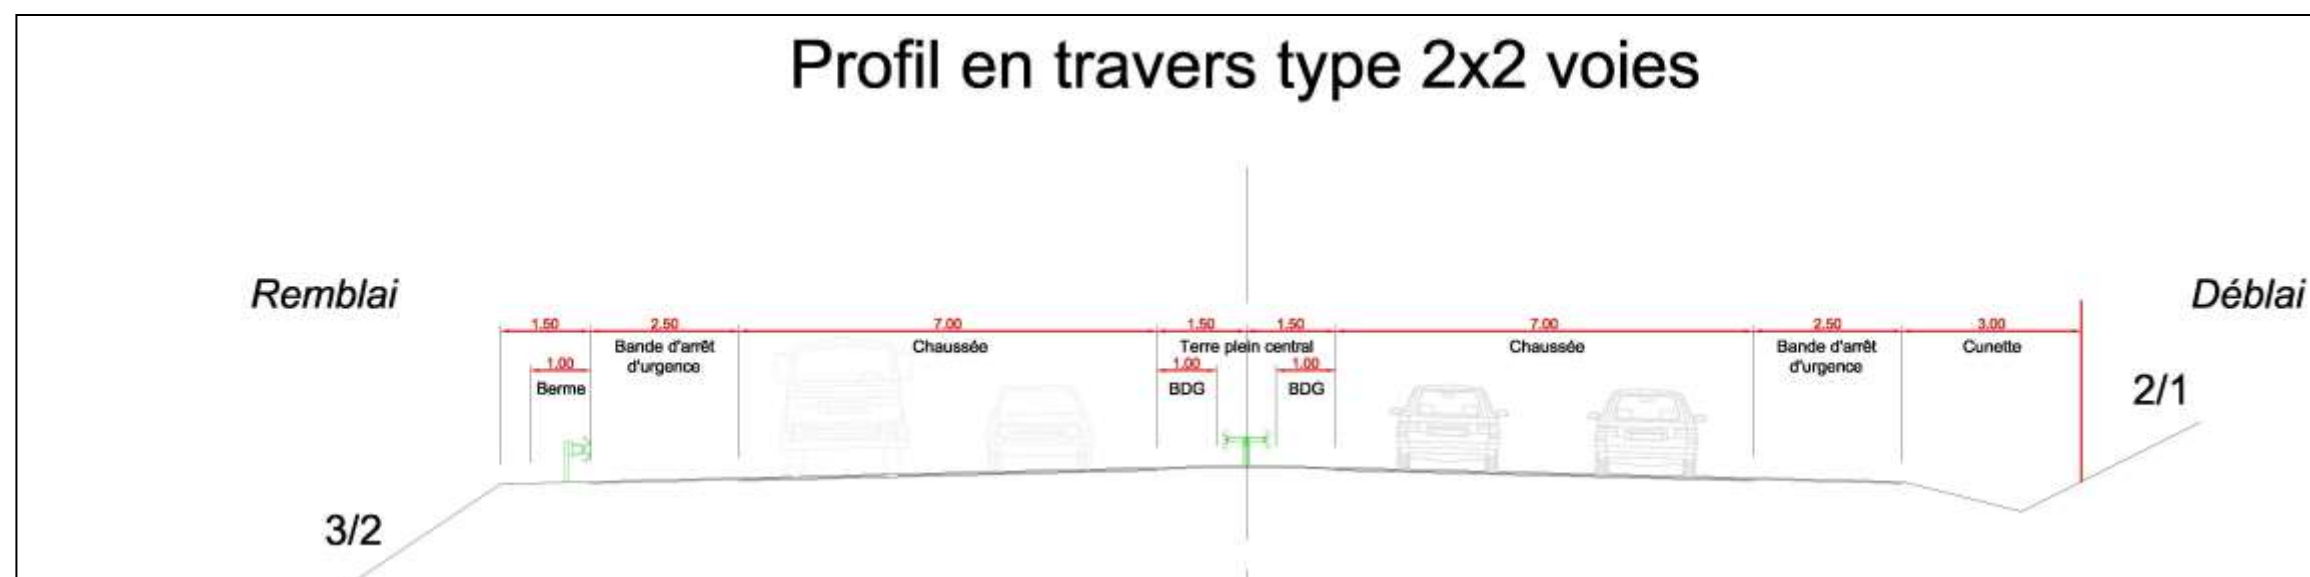 Profil en travers type 2x2 voies
Remblai
Déblai
1.50 2.50 7.00 1.50 1.50 7.00 2.50 3.00
Bande d'arrêt
d'urgence
Chaussée
Terre plein central
Chaussée
Bande d'arrêt
d'urgence
Cunette
1.00 1.00 1.00
Berme BDG BDG
2/1
3/2